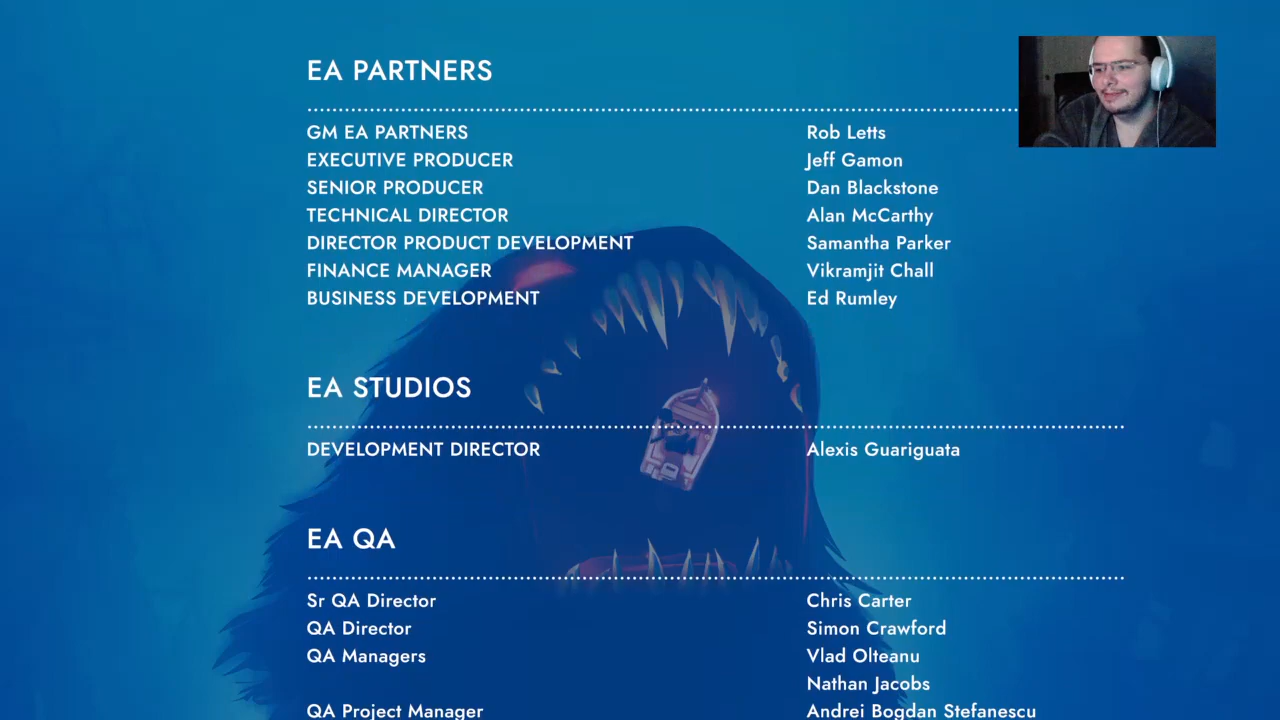 EA PARTNERS
GM EA PARTNERS Rob Letts
EXECUTIVE PRODUCER Jeff Gamon
SENIOR PRODUCER Dan Blackstone
TECHNICAL DIRECTOR Alan McCarthy
DIRECTOR PRODUCT DEVELOPMENT Samantha Parker
FINANCE MANAGER Vikramjit Chall
BUSINESS DEVELOPMENT Ed Rumley
EA STUDIOS
DEVELOPMENT DIRECTOR Alexis Guariguata
EA QA
Sr QA Director Chris Carter
QA Director Simon Crawford
QA Managers Vlad Olteanu
Nathan Jacobs
QA Project Manager Andrei Bogdan Stefanescu